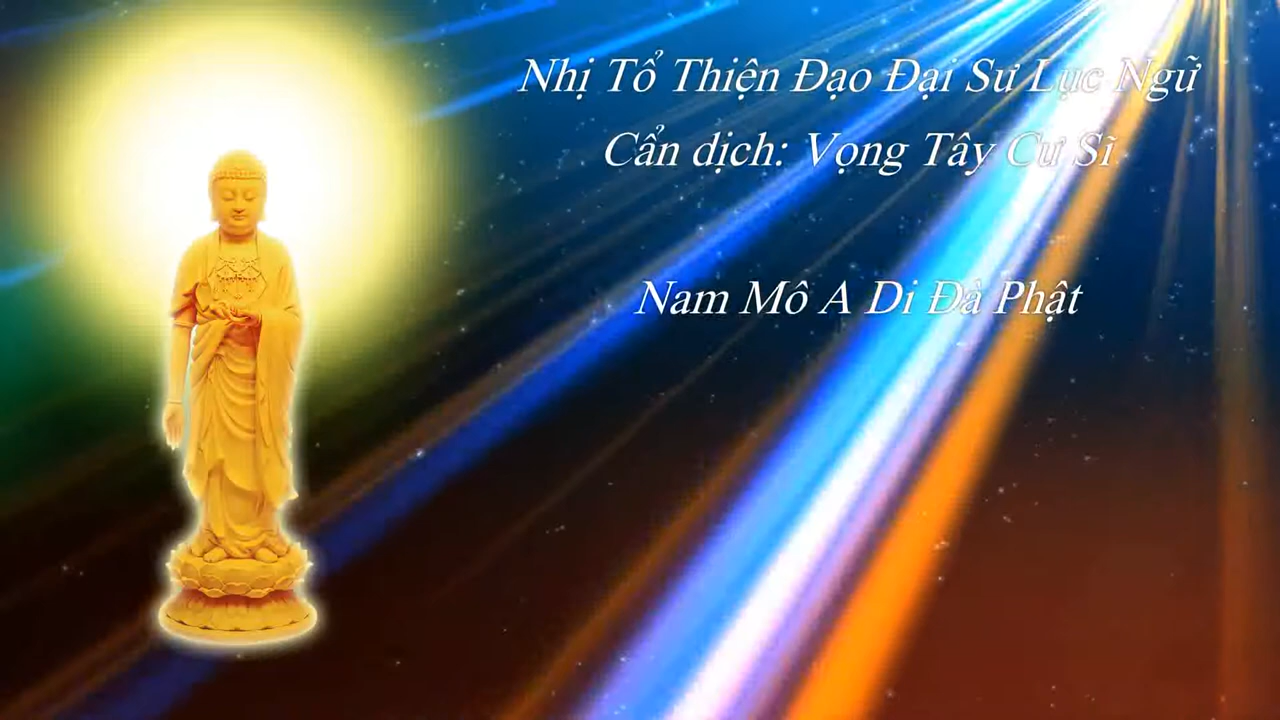 Nhị Tổ Thiện Đạo Đại Sư Lục Ngữ
Cẩn dịch: Vọng Tây Cư Sĩ
Nam Mô A Di Đà Phật